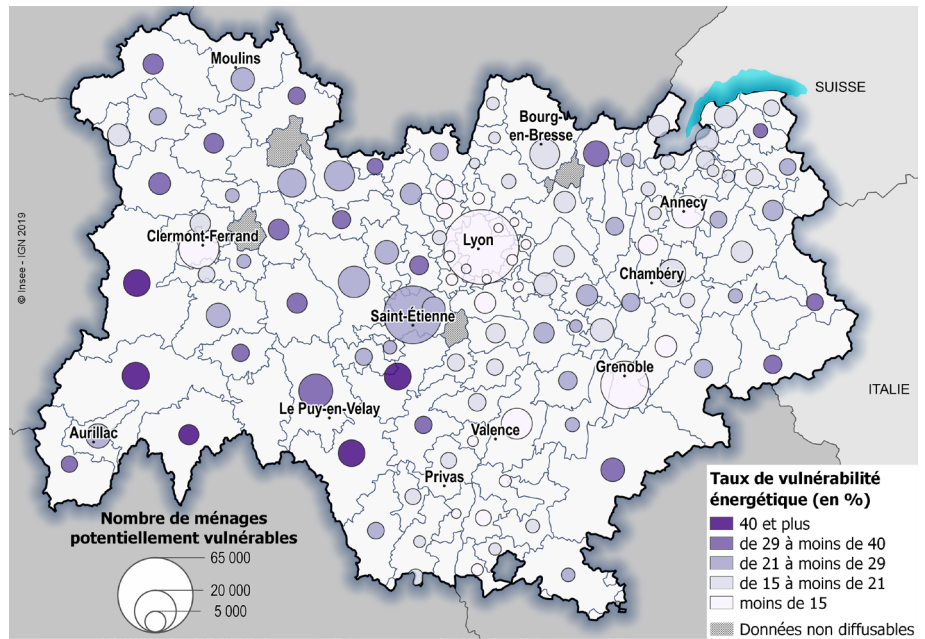 Moulins
SUISSE
Bourg-
en-Bresse
Annecy
Clermont-Ferrand
Lyon
Chambéry
© Insee - IGN 2019
Saint-Étienne
Grenoble
ITALIE
Le Puy-en-Velay
Valence
Aurillac
Privas
Nombre de ménages
potentiellement vulnérables
65 000
20 000
5 000
Taux de vulnérabilité
énergétique (en %)
40 et plus
de 29 à moins de 40
de 21 à moins de 29
de 15 à moins de 21
moins de 15
Données non diffusables